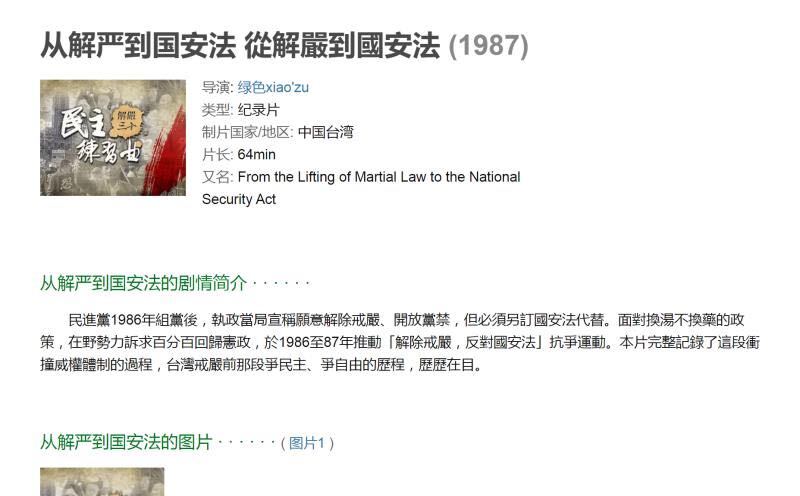 从解严到国安法 從解嚴到國安法 (1987)
民主
解嚴
三十
練習曲
导演: 绿色xiao'zu
类型: 纪录片
制片国家/地区: 中国台湾
片长: 64min
又名: From the Lifting of Martial Law to the National
Security Act
从解严到国安法的剧情简介 · · · · · ·
民進黨1986年組黨後，執政當局宣稱願意解除戒嚴、開放黨禁，但必須另訂國安法代替。面對換湯不換藥的政
策，在野勢力訴求百分百回歸憲政，於1986至87年推動「解除戒嚴，反對國安法」抗爭運動。本片完整記錄了這段衝
撞威權體制的過程，台灣戒嚴前那段爭民主、爭自由的歷程，歷歷在目。
从解严到国安法的图片 · · · · · · ( 图片1 )